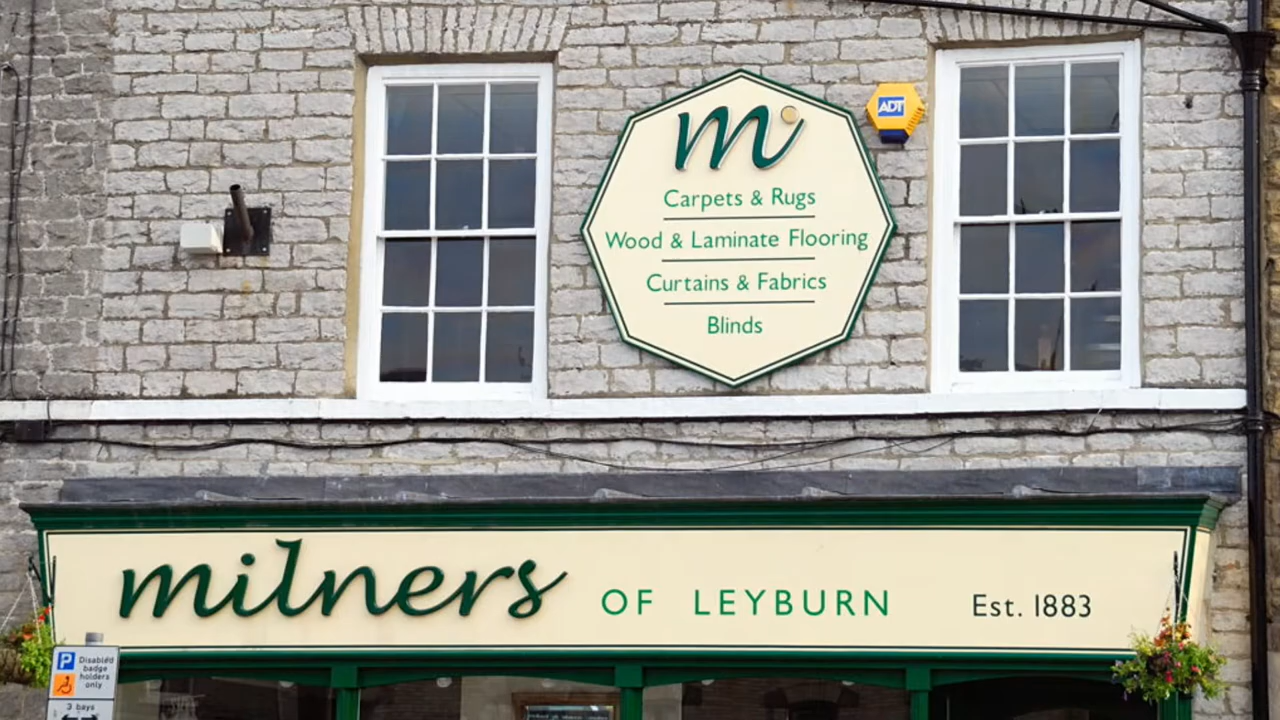 m
ADT
Carpets & Rugs
Wood & Laminate Flooring
Curtains & Fabrics
Blinds
milners OF LEYBURN Est. 1883
P Disabled
badge
holders
only
3 bays